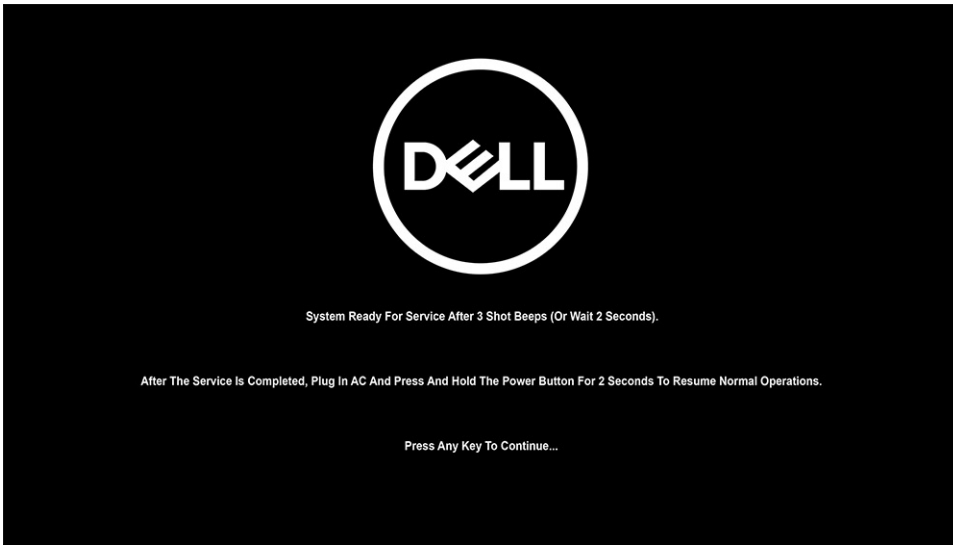 DELL
System Ready For Service After 3 Shot Beeps (Or Wait 2 Seconds).
After The Service Is Completed, Plug In AC And Press And Hold The Power Button For 2 Seconds To Resume Normal Operations.
Press Any Key To Continue...